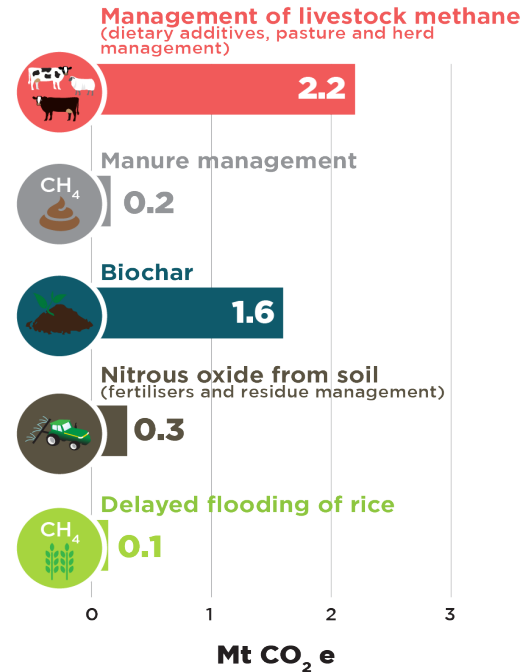 Management of livestock methane
(dietary additives, pasture and herd
management)
2.2
Manure management
CH₄
0.2
Biochar
1.6
Nitrous oxide from soil
(fertilisers and residue management)
0.3
Delayed flooding of rice
CH₄
0.1
0 1 2 3
Mt CO₂ e